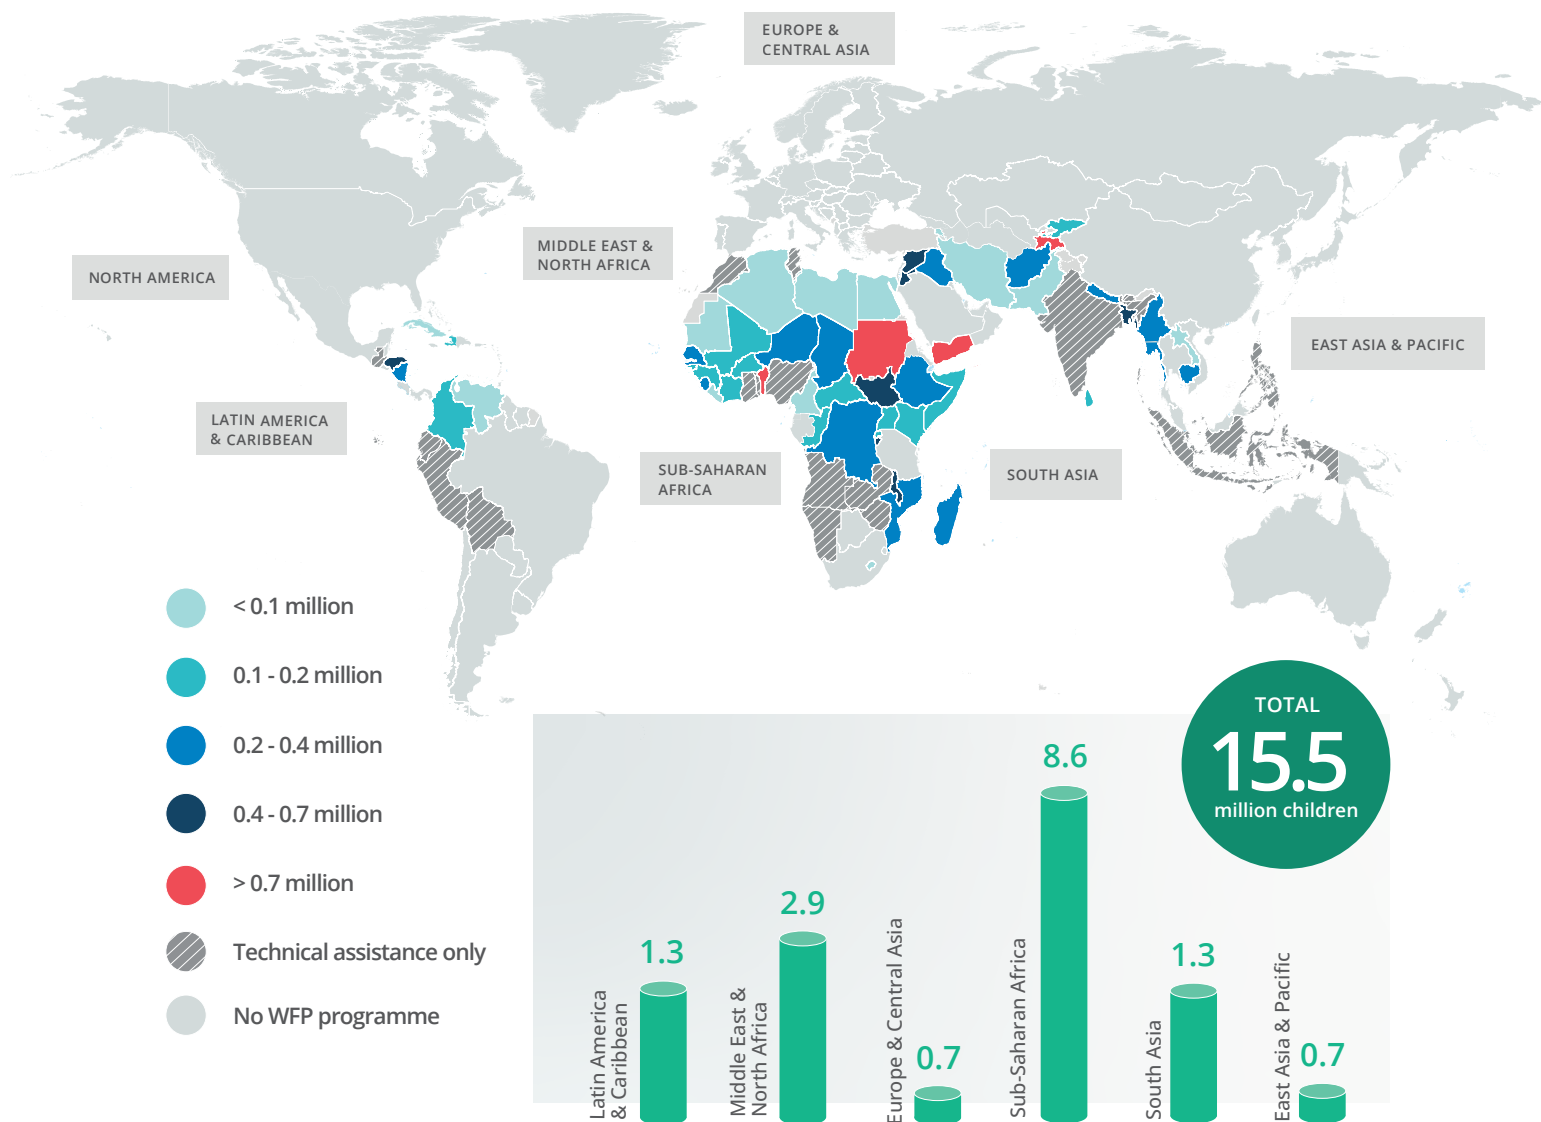 EUROPE &
CENTRAL ASIA
MIDDLE EAST &
NORTH AFRICA
NORTH AMERICA
EAST ASIA & PACIFIC
LATIN AMERICA
& CARIBBEAN
SUB-SAHARAN
AFRICA
SOUTH ASIA
< 0.1 million
0.1 - 0.2 million
0.2 - 0.4 million
0.4 - 0.7 million
> 0.7 million
Technical assistance only
No WFP programme
TOTAL
15.5
million children
1.3
Latin America
& Caribbean
2.9
Middle East &
North Africa
0.7
Europe & Central Asia
8.6
Sub-Saharan Africa
1.3
South Asia
0.7
East Asia & Pacific